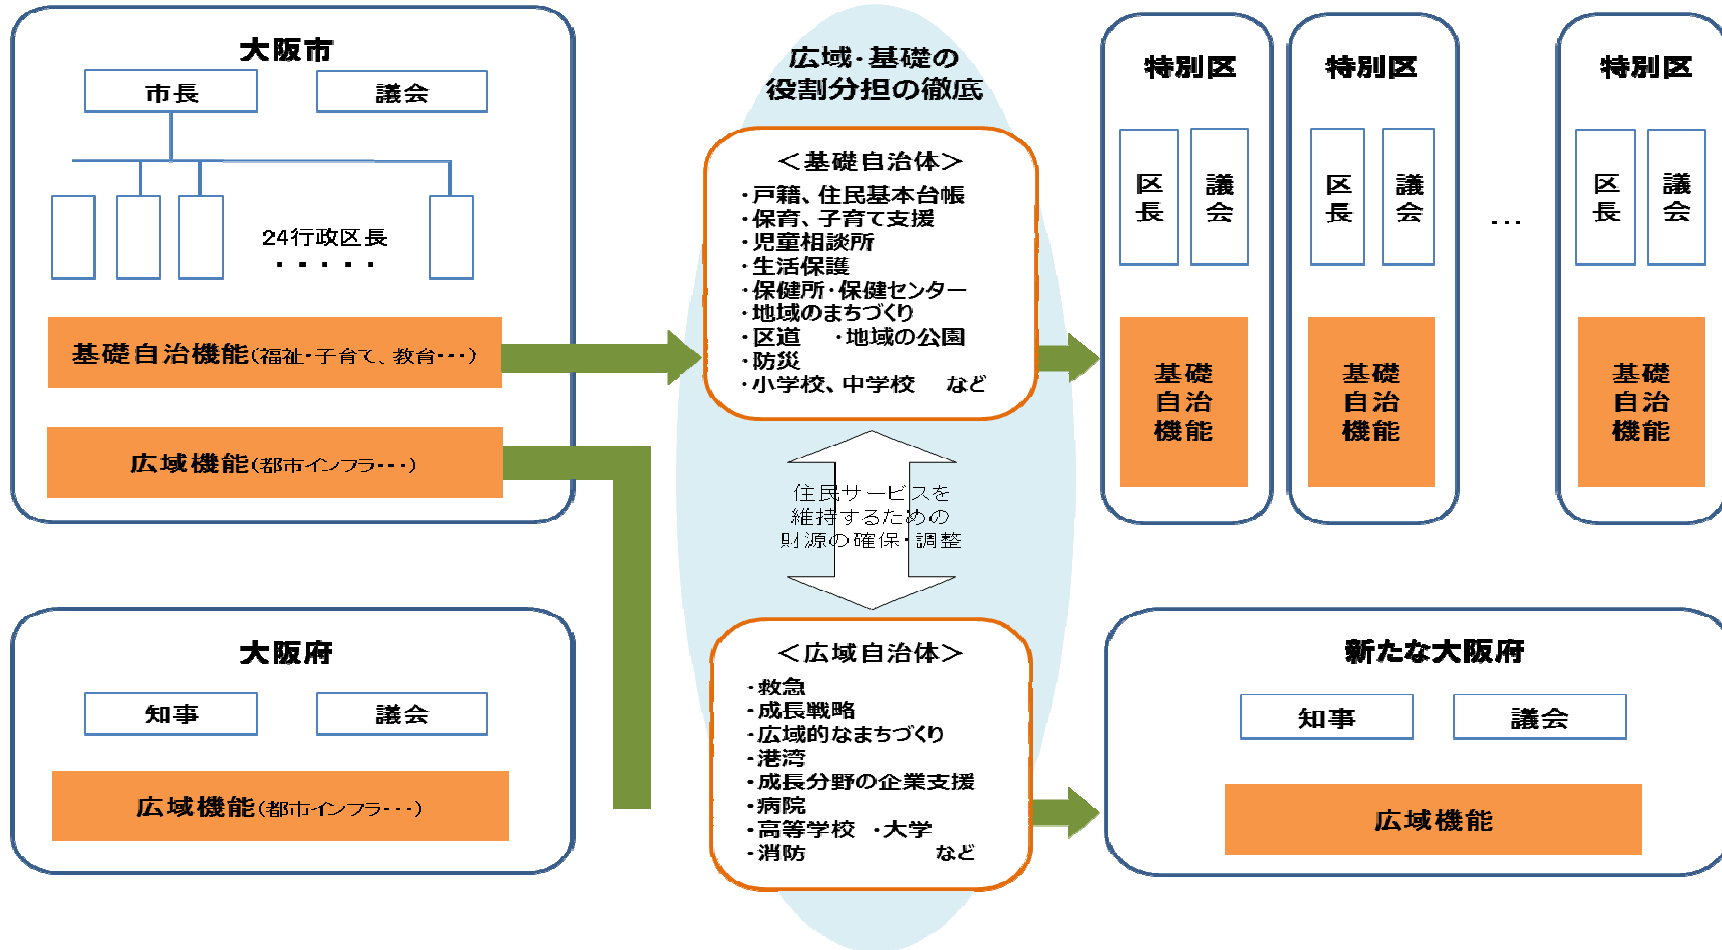 大阪市
市長
議会
24行政区長
・・・・・
基礎自治機能(福祉・子育て、教育・・・)
広域機能(都市インフラ・・・)
大阪府
知事
議会
広域機能(都市インフラ・・・)
広域・基礎の
役割分担の徹底
＜基礎自治体＞
・戸籍、住民基本台帳
・保育、子育て支援
・児童相談所
・生活保護
・保健所・保健センター
・地域のまちづくり
・区道　・地域の公園
・防災
・小学校、中学校　など
住民サービスを
維持するための
財源の確保・調整
＜広域自治体＞
・救急
・成長戦略
・広域的なまちづくり
・港湾
・成長分野の企業支援
・病院
・高等学校　・大学
・消防　など
特別区
区長
議会
基礎
自治
機能
特別区
区長
議会
基礎
自治
機能
…
特別区
区長
議会
基礎
自治
機能
新たな大阪府
知事
議会
広域機能